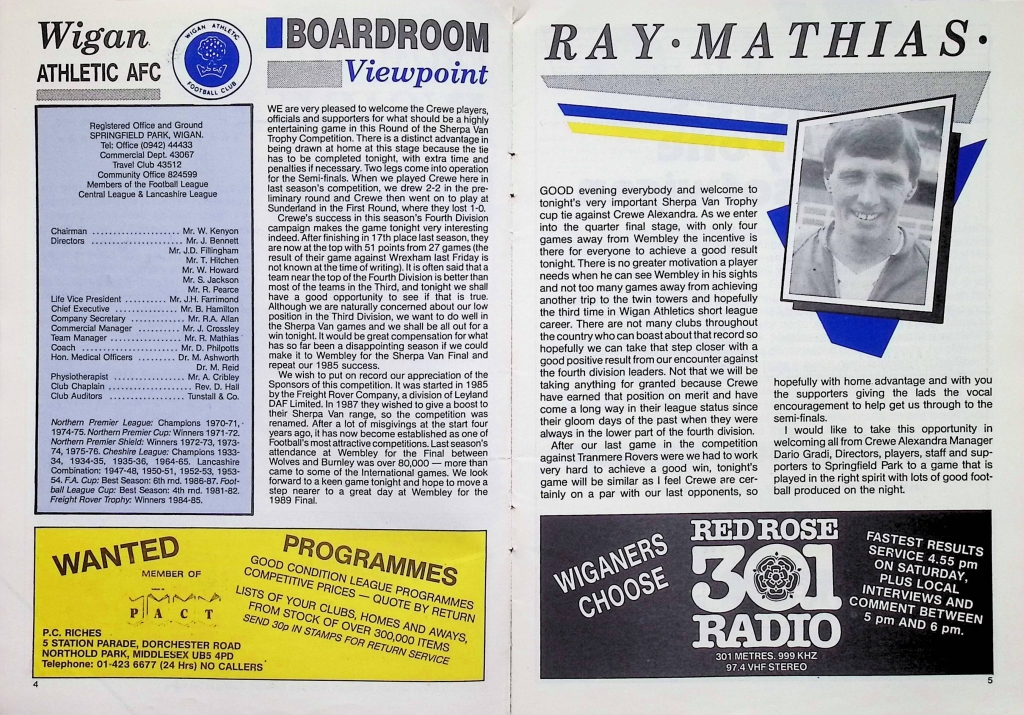 Wigan
ATHLETIC AFC
WIGAN ATHLETIC
FOOTBALL CLUB
Registered Office and Ground
SPRINGFIELD PARK, WIGAN.
Tel: Office (0942) 44433
Commercial Dept. 43067
Travel Club 43512
Community Office 824599
Members of the Football League
Central League & Lancashire League
Chairman ........................ Mr. W. Kenyon
Directors ........................ Mr. J. Bennett
Mr. J.D. Fillingham
Mr. T. Hitchen
Mr. W. Howard
Mr. S. Jackson
Mr. R. Pearce
Life Vice President .......... Mr. J.H. Farrimond
Chief Executive .............. Mr. B. Hamilton
Company Secretary .......... Mr. R.A. Allan
Commercial Manager ........ Mr. J. Crossley
Team Manager ................ Mr. R. Mathias
Coach ........................ Mr. D. Philpotts
Hon. Medical Officers ........ Dr. M. Ashworth
Dr. M. Reid
Physiotherapist ................ Mr. A. Cribley
Club Chaplain .................. Rev. D. Hall
Club Auditors .................. Tunstall & Co.
Northern Premier League: Champions 1970-71,
1974-75. Northern Premier Cup: Winners 1971-72.
Northern Premier Shield: Winners 1972-73, 1973-
74, 1975-76. Cheshire League: Champions 1933-
34, 1934-35, 1935-36, 1964-65. Lancashire
Combination: 1947-48, 1950-51, 1952-53, 1953-
54. F.A. Cup: Best Season: 6th rnd. 1986-87. Foot-
ball League Cup: Best Season: 4th rnd. 1981-82.
Freight Rover Trophy: Winners 1984-85.
BOARDROOM
Viewpoint
WE are very pleased to welcome the Crewe players,
officials and supporters for what should be a highly
entertaining game in this Round of the Sherpa Van
Trophy Competition. There is a distinct advantage in
being drawn at home at this stage because the tie
has to be completed tonight, with extra time and
penalties if necessary. Two legs come into operation
for the Semi-finals. When we played Crewe here in
last season's competition, we drew 2-2 in the pre-
liminary round and Crewe then went on to play at
Sunderland in the First Round, where they lost 1-0.
Crewe's success in this season's Fourth Division
campaign makes the game tonight very interesting
indeed. After finishing in 17th place last season, they
are now at the top with 51 points from 27 games (the
result of their game against Wrexham last Friday is
not known at the time of writing). It is often said that a
team near the top of the Fourth Division is better than
most of the teams in the Third, and tonight we shall
have a good opportunity to see if that is true.
Although we are naturally concerned about our low
position in the Third Division, we want to do well in
the Sherpa Van games and we shall be all out for a
win tonight. It would be great compensation for what
has so far been a disappointing season if we could
make it to Wembley for the Sherpa Van Final and
repeat our 1985 success.
We wish to put on record our appreciation of the
Sponsors of this competition. It was started in 1985
by the Freight Rover Company, a division of Leyland
DAF Limited. In 1987 they wished to give a boost to
their Sherpa Van range, so the competition was
renamed. After a lot of misgivings at the start four
years ago, it has now become established as one of
Football's most attractive competitions. Last season's
attendance at Wembley for the Final between
Wolves and Burnley was over 80,000 — more than
came to some of the International games. We look
forward to a keen game tonight and hope to move a
step nearer to a great day at Wembley for the
1989 Final.
WANTED
MEMBER OF
PACT
P.C. RICHES
5 STATION PARADE, DORCHESTER ROAD
NORTHOLD PARK, MIDDLESEX UB5 4PD
Telephone: 01-423 6677 (24 Hrs) NO CALLERS
PROGRAMMES
GOOD CONDITION LEAGUE PROGRAMMES
COMPETITIVE PRICES — QUOTE BY RETURN
LISTS OF YOUR CLUBS, HOMES AND AWAYS,
FROM STOCK OF OVER 300,000 ITEMS
SEND 30p IN STAMPS FOR RETURN SERVICE
4
RAY·MATHIAS·
GOOD evening everybody and welcome to
tonight's very important Sherpa Van Trophy
cup tie against Crewe Alexandra. As we enter
into the quarter final stage, with only four
games away from Wembley the incentive is
there for everyone to achieve a good result
tonight. There is no greater motivation a player
needs when he can see Wembley in his sights
and not too many games away from achieving
another trip to the twin towers and hopefully
the third time in Wigan Athletics short league
career. There are not many clubs throughout
the country who can boast about that record so
hopefully we can take that step closer with a
good positive result from our encounter against
the fourth division leaders. Not that we will be
taking anything for granted because Crewe
have earned that position on merit and have
come a long way in their league status since
their gloom days of the past when they were
always in the lower part of the fourth division.
After our last game in the competition
against Tranmere Rovers were we had to work
very hard to achieve a good win, tonight's
game will be similar as I feel Crewe are cer-
tainly on a par with our last opponents, so
hopefully with home advantage and with you
the supporters giving the lads the vocal
encouragement to help get us through to the
semi-finals.
I would like to take this opportunity in
welcoming all from Crewe Alexandra Manager
Dario Gradi, Directors, players, staff and sup-
porters to Springfield Park to a game that is
played in the right spirit with lots of good foot-
ball produced on the night.
WIGANERS
CHOOSE
RED ROSE
301
RADIO
301 METRES. 999 KHZ
97.4 VHF STEREO
FASTEST RESULTS
SERVICE 4.55 pm
ON SATURDAY,
PLUS LOCAL
INTERVIEWS AND
COMMENT BETWEEN
5 pm AND 6 pm.
5